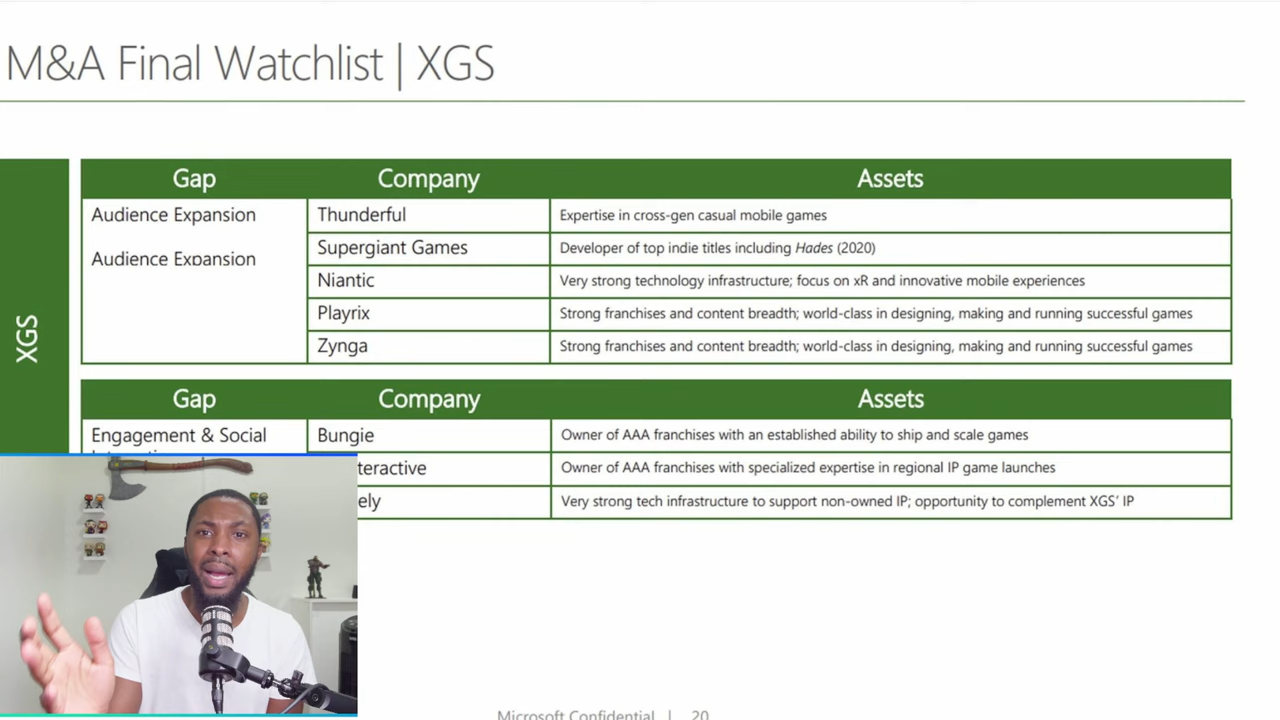 M&A Final Watchlist | XGS
XGS
Gap Company Assets
Audience Expansion Thunderful Expertise in cross-gen casual mobile games
Supergiant Games Developer of top indie titles including Hades (2020)
Audience Expansion
Niantic Very strong technology infrastructure; focus on xR and innovative mobile experiences
Playrix Strong franchises and content breadth; world-class in designing, making and running successful games
Zynga Strong franchises and content breadth; world-class in designing, making and running successful games
Gap Company Assets
Engagement & Social Bungie Owner of AAA franchises with an established ability to ship and scale games
teractive Owner of AAA franchises with specialized expertise in regional IP game launches
ely Very strong tech infrastructure to support non-owned IP; opportunity to complement XGS' IP
Microsoft Confidential | 20